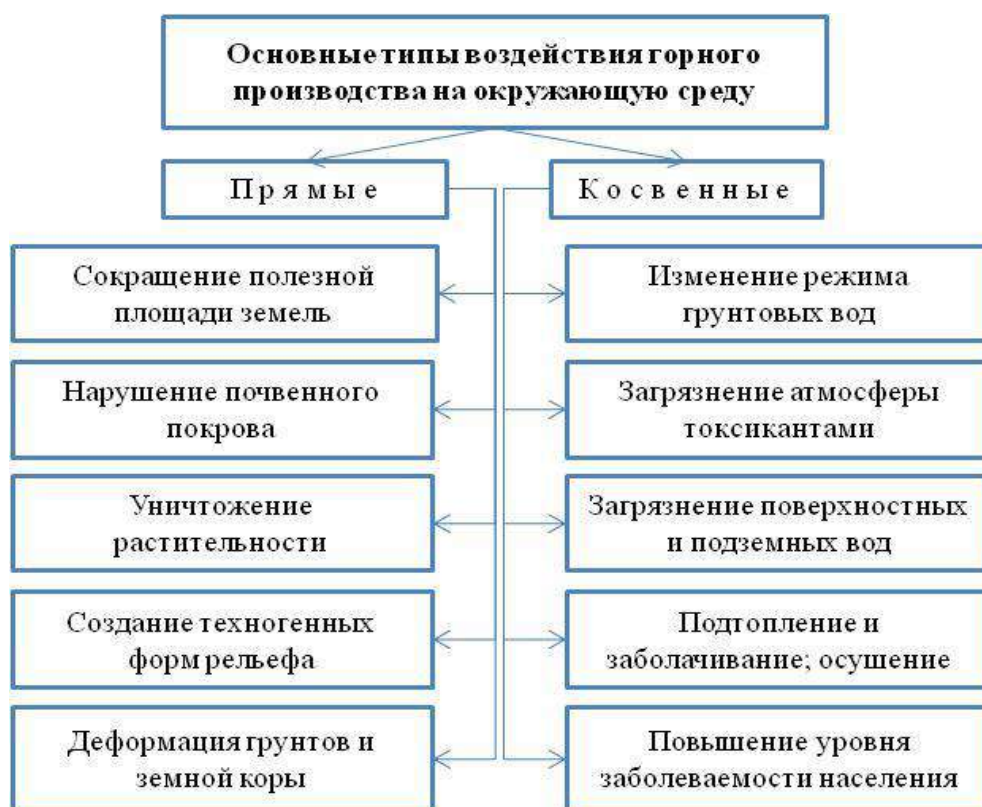 Основные типы воздействия горного
производства на окружающую среду
Прямые
Косвенные
Сокращение полезной
площади земель
Изменение режима
грунтовых вод
Нарушение почвенного
покрова
Загрязнение атмосферы
токсикантами
Уничтожение
растительности
Загрязнение поверхностных
и подземных вод
Создание техногенных
форм рельефа
Подтопление и
заболачивание; осушение
Деформация грунтов и
земной коры
Повышение уровня
заболеваемости населения